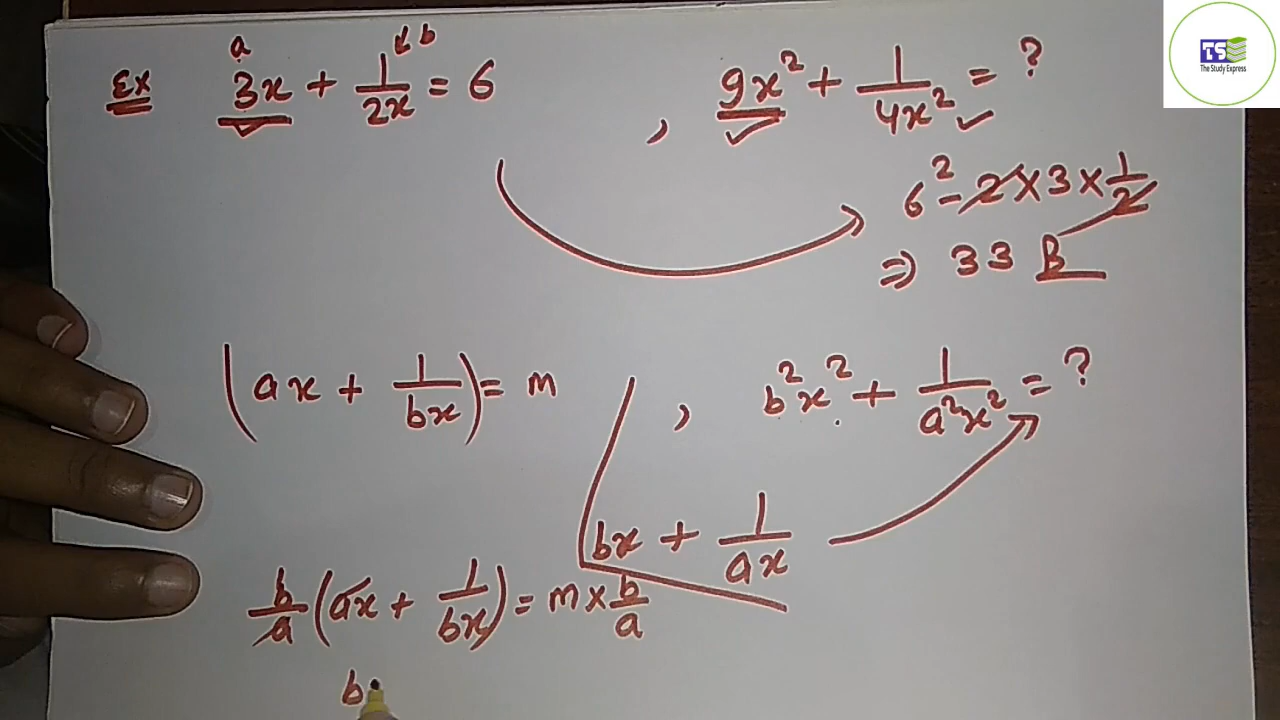 TS
The Study Express
a
b
Ex 3x + 1/2x = 6 , 9x² + 1/4x² = ?
6² - 2 × 3 × 1/2
⇒ 33 B
(ax + 1/bx) = m , b²x² + 1/a²x² = ?
bx + 1/ax
b/a (ax + 1/bx) = m × b/a
b